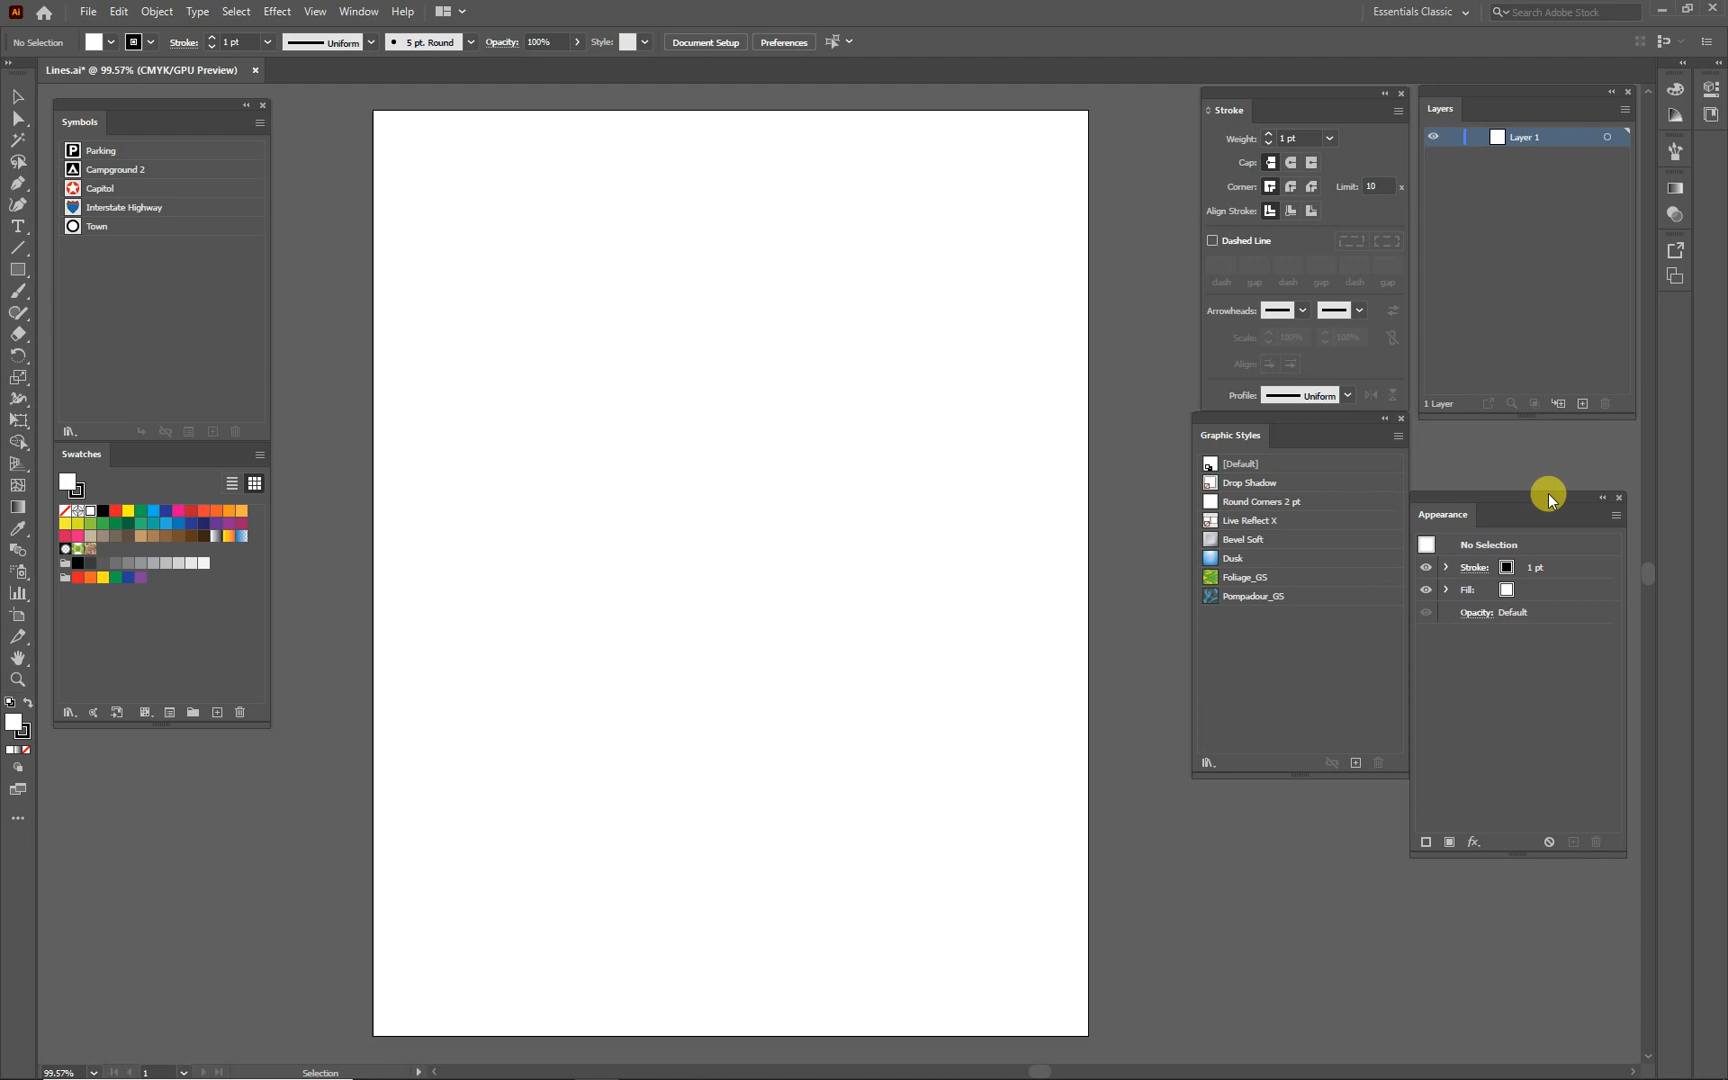 Ai File Edit Object Type Select Effect View Window Help Essentials Classic Search Adobe Stock
No Selection Stroke: 1 pt Uniform 5 pt. Round Opacity: 100% Style: Document Setup Preferences
Lines.ai* @ 99.57% (CMYK/GPU Preview)
Symbols
Parking
Campground 2
Capitol
Interstate Highway
Town
Swatches
Stroke
Weight: 1 pt
Cap:
Corner: Limit: 10 x
Align Stroke:
Dashed Line
dash gap dash gap dash gap
Arrowheads:
Scale: 100% 100%
Align:
Profile: Uniform
Graphic Styles
[Default]
Drop Shadow
Round Corners 2 pt
Live Reflect X
Bevel Soft
Dusk
Foliage_GS
Pompadour_GS
Layers
Layer 1
1 Layer
Appearance
No Selection
Stroke: 1 pt
Fill:
Opacity: Default
fx.
99.57% 1 Selection